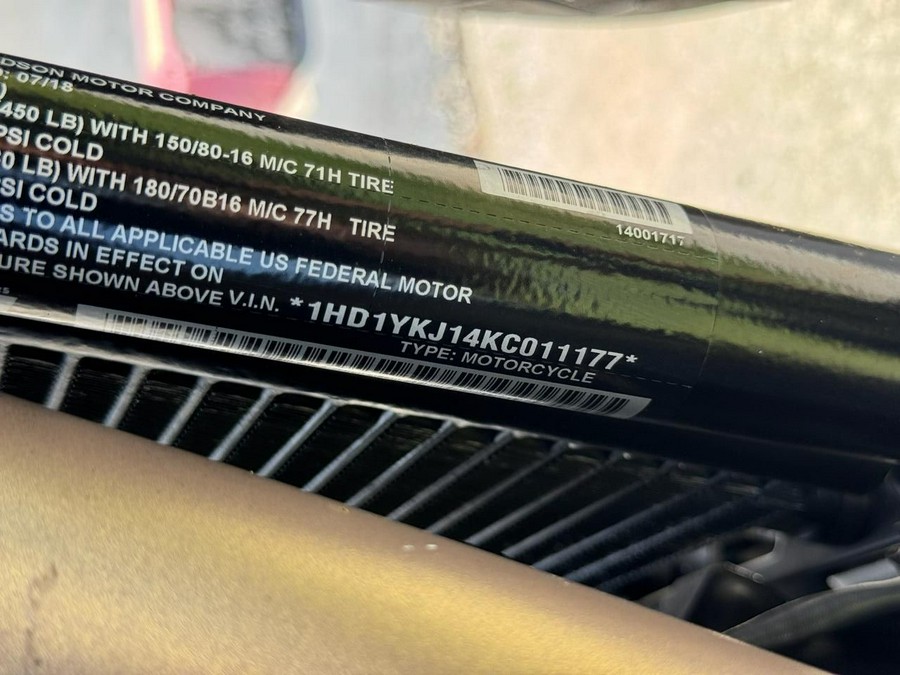 DSON MOTOR COMPANY
: 07/18
450 LB) WITH 150/80-16 M/C 71H TIRE
PSI COLD
0 LB) WITH 180/70B16 M/C 77H TIRE
PSI COLD
S TO ALL APPLICABLE US FEDERAL MOTOR
ARDS IN EFFECT ON
URE SHOWN ABOVE V.I.N. *1HD1YKJ14KC011177*
TYPE: MOTORCYCLE
14001717